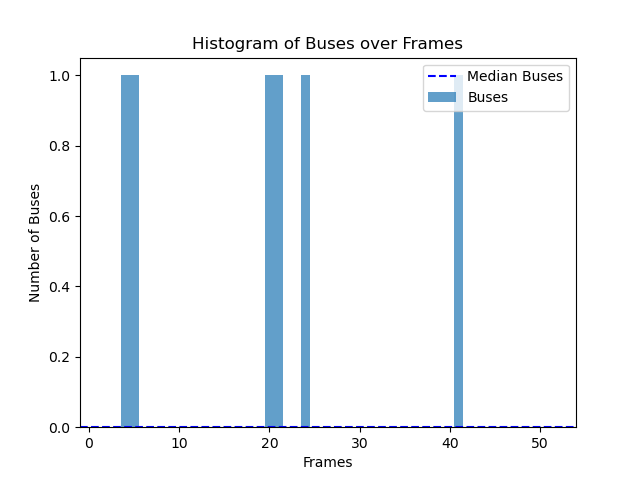 Histogram of Buses over Frames
Median Buses
Buses
1.0
0.8
0.6
0.4
0.2
0.0
Number of Buses
0 10 20 30 40 50
Frames